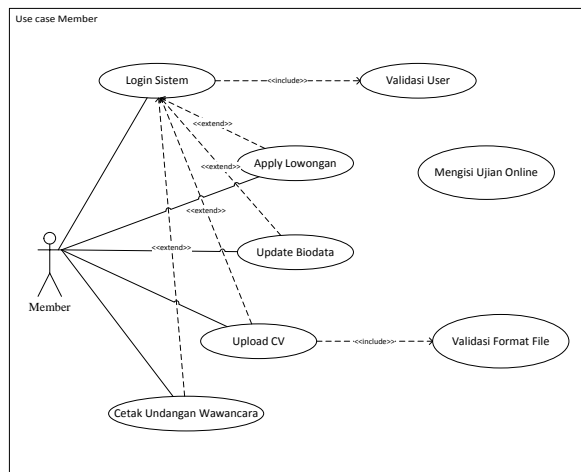 Use case Member
Login Sistem
<<include>>
Validasi User
<<extend>>
<<extend>>
Apply Lowongan
Mengisi Ujian Online
<<extend>>
<<extend>>
Update Biodata
Member
Upload CV
<<include>>
Validasi Format File
Cetak Undangan Wawancara